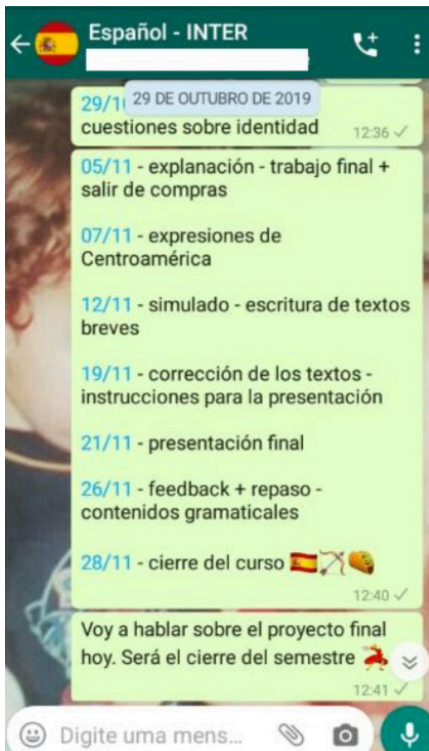 Español - INTER
29 DE OUTUBRO DE 2019
29/1
cuestiones sobre identidad 12:36
05/11 - explanación - trabajo final +
salir de compras
07/11 - expresiones de
Centroamérica
12/11 - simulado - escritura de textos
breves
19/11 - corrección de los textos -
instrucciones para la presentación
21/11 - presentación final
26/11 - feedback + repaso -
contenidos gramaticales
28/11 - cierre del curso 🇪🇸🏹🌮
12:40
Voy a hablar sobre el proyecto final
hoy. Será el cierre del semestre 💃
12:41
Digite uma mens...